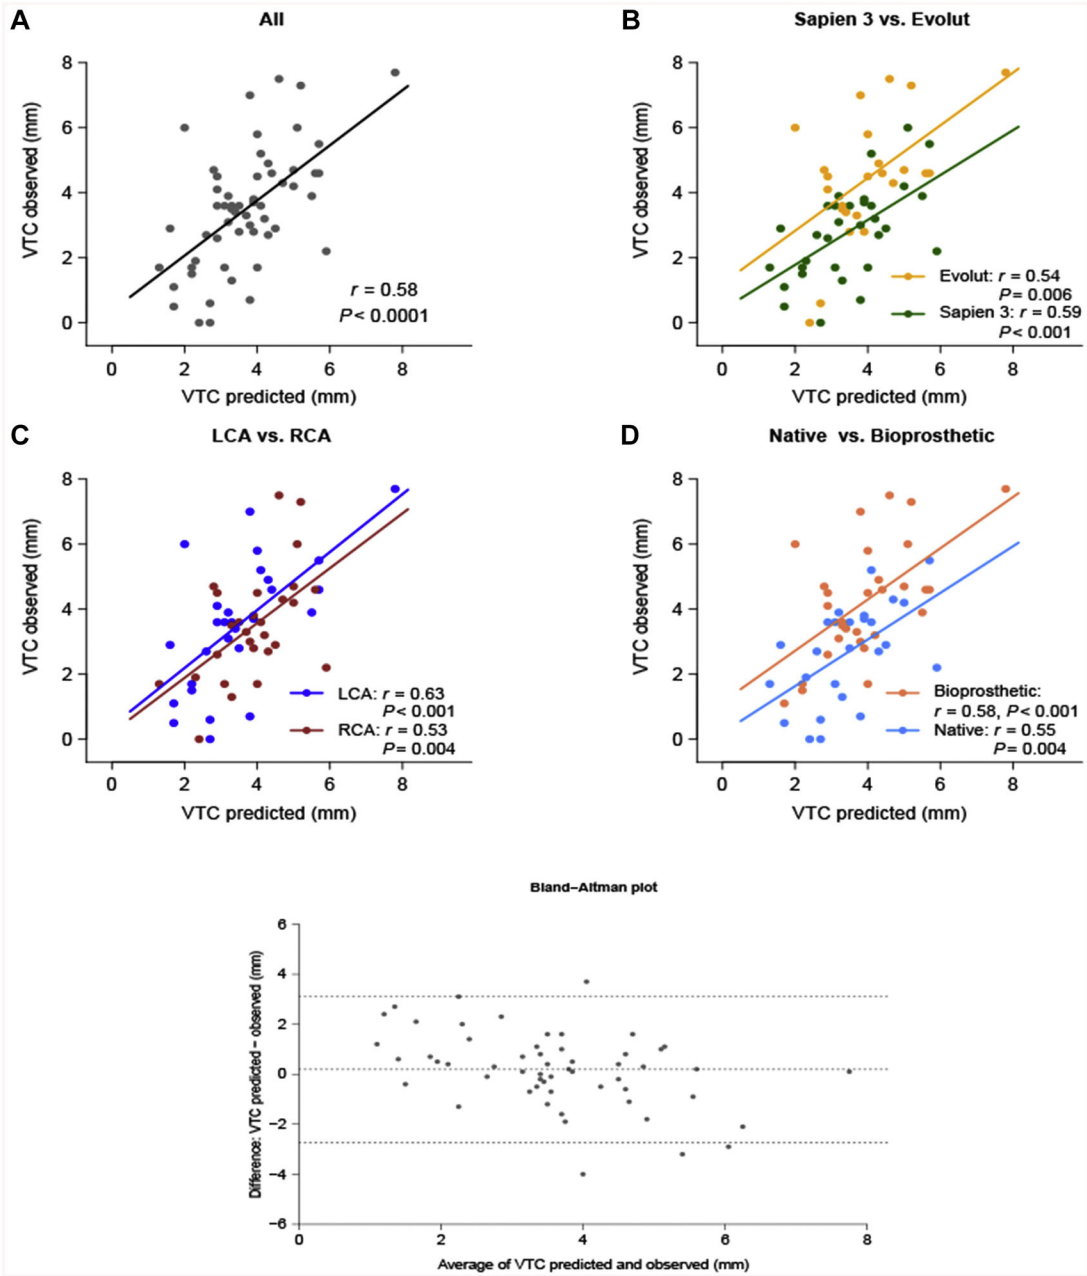 A
All
8
6
4
2
0
VTC observed (mm)
r = 0.58
P< 0.0001
0 2 4 6 8
VTC predicted (mm)
B
Sapien 3 vs. Evolut
8
6
4
2
0
VTC observed (mm)
Evolut: r = 0.54
P= 0.006
Sapien 3: r = 0.59
P< 0.001
0 2 4 6 8
VTC predicted (mm)
C
LCA vs. RCA
8
6
4
2
0
VTC observed (mm)
LCA: r = 0.63
P< 0.001
RCA: r = 0.53
P= 0.004
0 2 4 6 8
VTC predicted (mm)
D
Native vs. Bioprosthetic
8
6
4
2
0
VTC observed (mm)
Bioprosthetic:
r = 0.58, P< 0.001
Native: r = 0.55
P= 0.004
0 2 4 6 8
VTC predicted (mm)
Bland–Altman plot
6
4
2
0
−2
−4
−6
Difference: VTC predicted − observed (mm)
0 2 4 6 8
Average of VTC predicted and observed (mm)